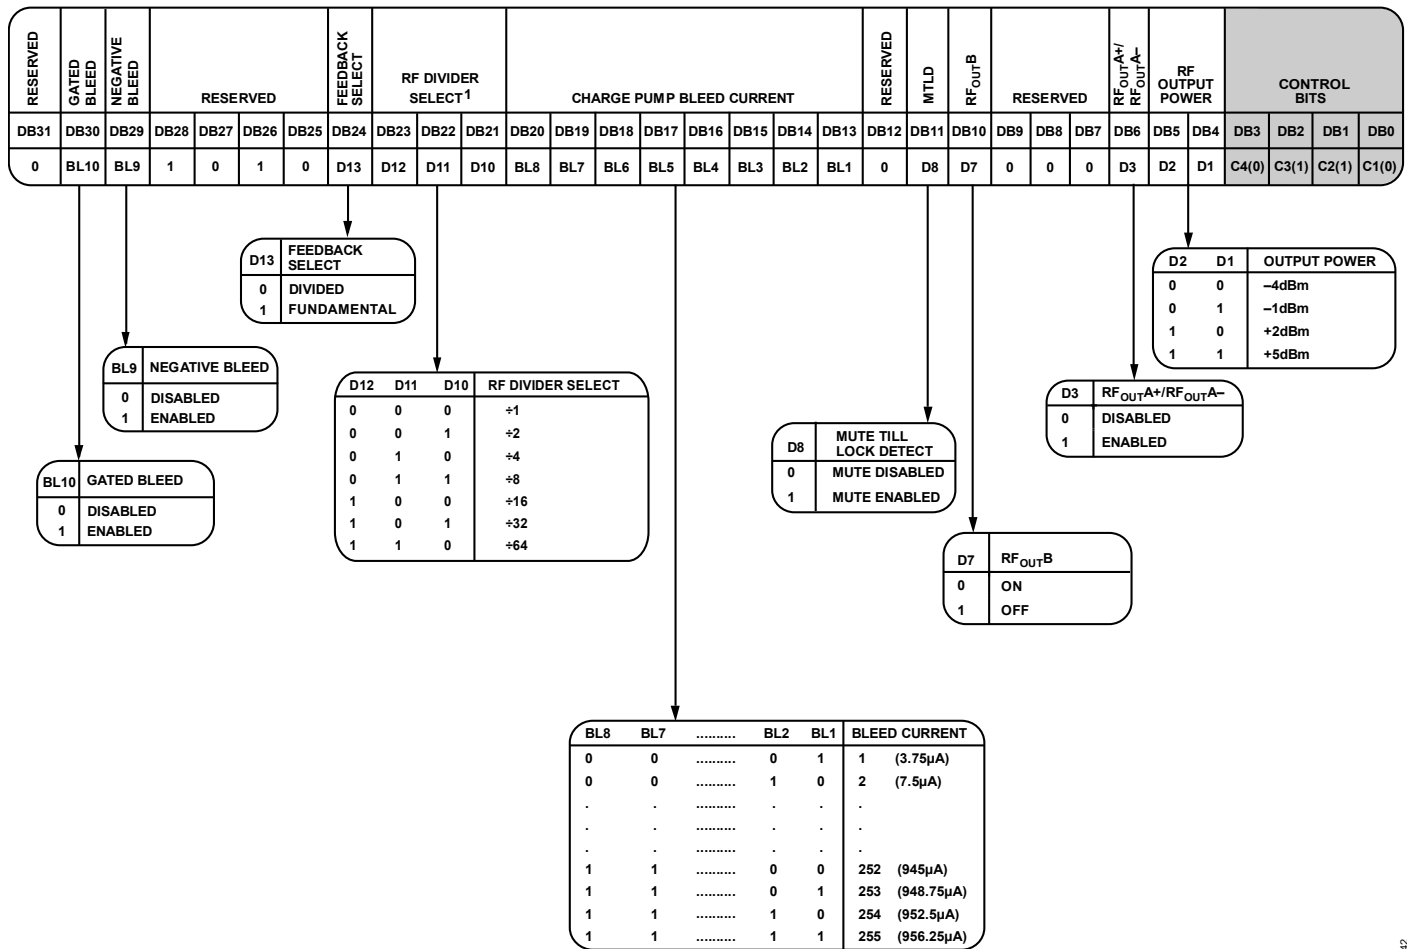 RESERVED
GATED
BLEED
NEGATIVE
BLEED
RESERVED
FEEDBACK
SELECT
RF DIVIDER
SELECT1
CHARGE PUMP BLEED CURRENT
RESERVED
MTLD
RFOUTB
RESERVED
RFOUTA+/
RFOUTA–
RF
OUTPUT
POWER
CONTROL
BITS
DB31 DB30 DB29 DB28 DB27 DB26 DB25 DB24 DB23 DB22 DB21 DB20 DB19 DB18 DB17 DB16 DB15 DB14 DB13 DB12 DB11 DB10 DB9 DB8 DB7 DB6 DB5 DB4 DB3 DB2 DB1 DB0
0 BL10 BL9 1 0 1 0 D13 D12 D11 D10 BL8 BL7 BL6 BL5 BL4 BL3 BL2 BL1 0 D8 D7 0 0 0 D3 D2 D1 C4(0) C3(1) C2(1) C1(0)
D13 FEEDBACK
SELECT
0 DIVIDED
1 FUNDAMENTAL
D2 D1 OUTPUT POWER
0 0 –4dBm
0 1 –1dBm
1 0 +2dBm
1 1 +5dBm
BL9 NEGATIVE BLEED
0 DISABLED
1 ENABLED
D12 D11 D10 RF DIVIDER SELECT
0 0 0 ÷1
0 0 1 ÷2
0 1 0 ÷4
0 1 1 ÷8
1 0 0 ÷16
1 0 1 ÷32
1 1 0 ÷64
D3 RFOUTA+/RFOUTA–
0 DISABLED
1 ENABLED
D8 MUTE TILL
LOCK DETECT
0 MUTE DISABLED
1 MUTE ENABLED
BL10 GATED BLEED
0 DISABLED
1 ENABLED
D7 RFOUTB
0 ON
1 OFF
BL8 BL7 .......... BL2 BL1 BLEED CURRENT
0 0 .......... 0 1 1 (3.75µA)
0 0 .......... 1 0 2 (7.5µA)
. . .......... . . .
. . .......... . . .
. . .......... . . .
1 1 .......... 0 0 252 (945µA)
1 1 .......... 0 1 253 (948.75µA)
1 1 .......... 1 0 254 (952.5µA)
1 1 .......... 1 1 255 (956.25µA)